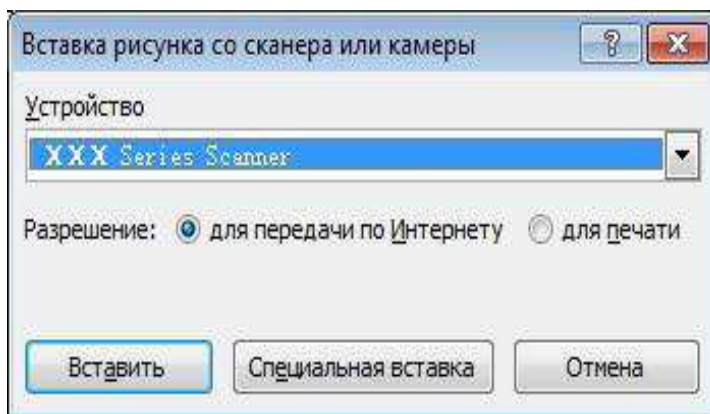 Вставка рисунка со сканера или камеры
Устройство
XXX Series Scanner
Разрешение: для передачи по Интернету для печати
Вставить Специальная вставка Отмена